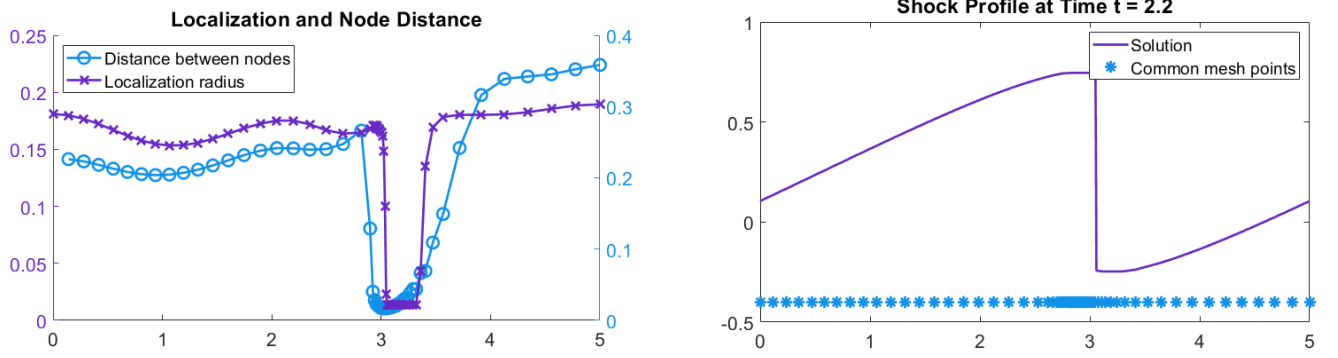 Localization and Node Distance
0.25
0.2
0.15
0.1
0.05
0
0.4
0.3
0.2
0.1
0
0 1 2 3 4 5
Distance between nodes
Localization radius
Shock Profile at Time t = 2.2
1
0.5
0
-0.5
0 1 2 3 4 5
Solution
Common mesh points